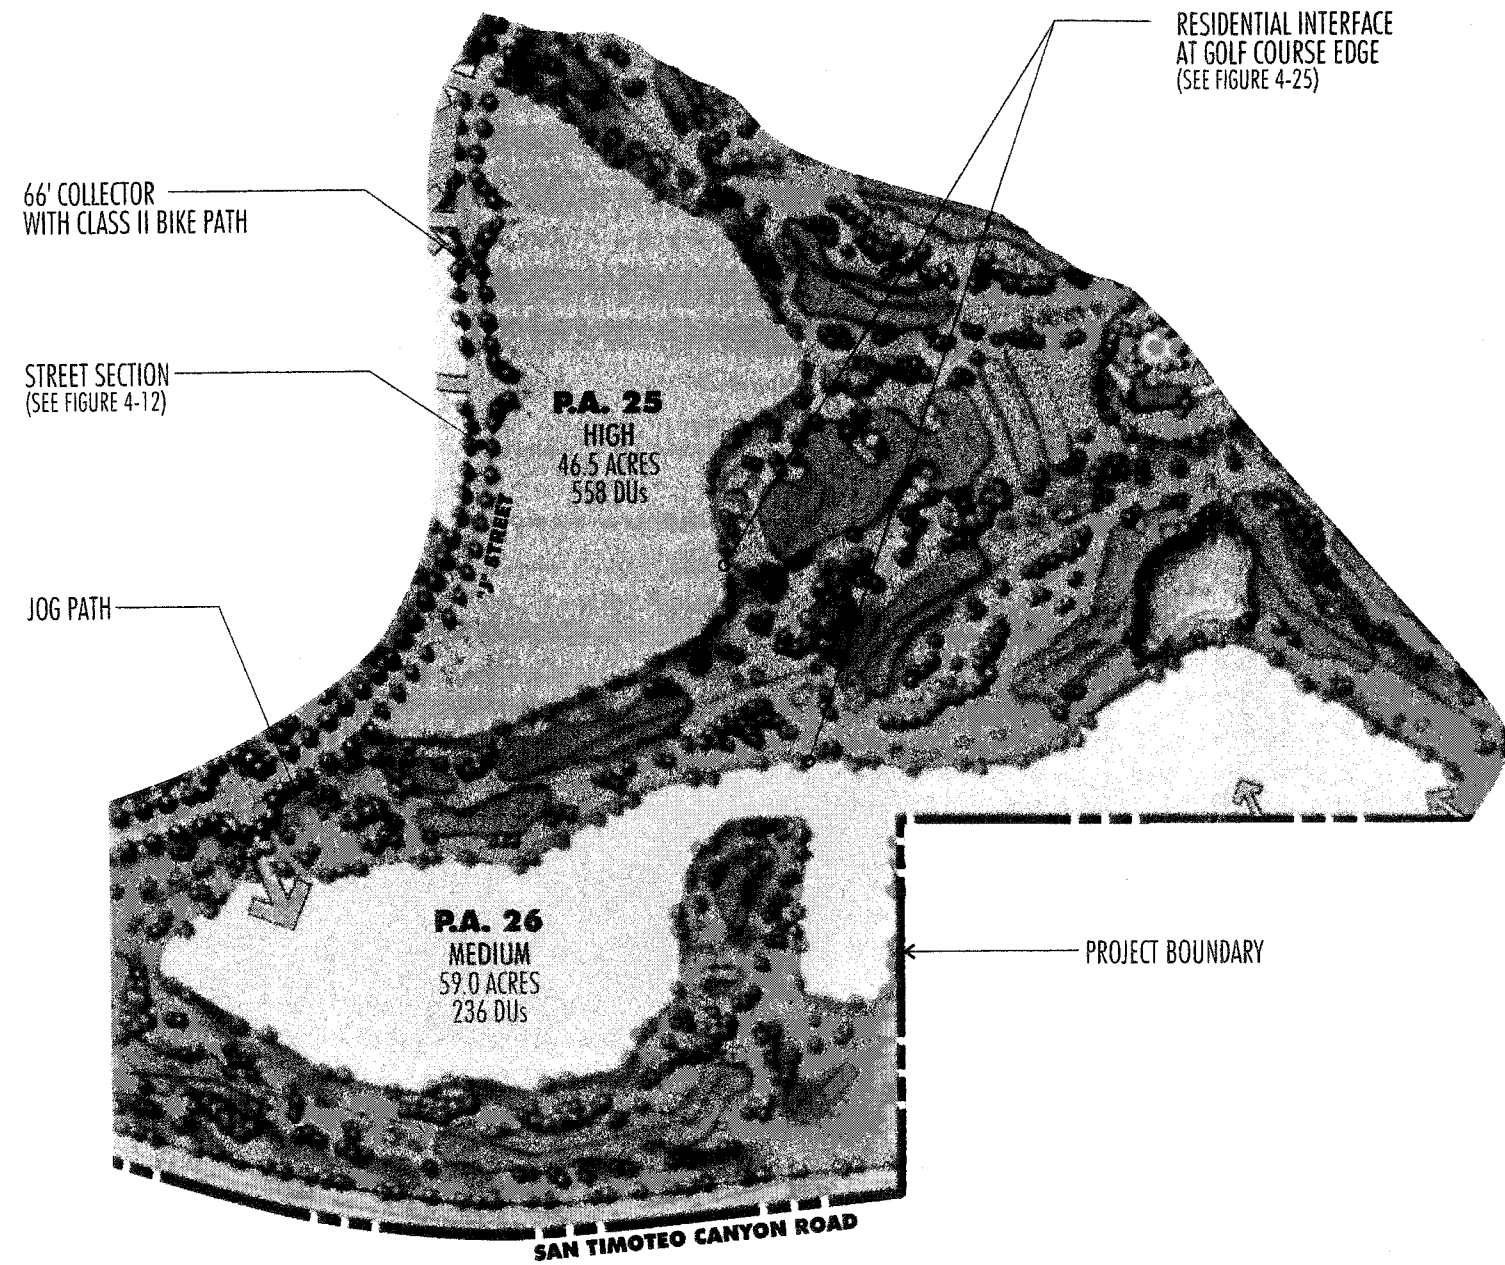 RESIDENTIAL INTERFACE
AT GOLF COURSE EDGE
(SEE FIGURE 4-25)
66' COLLECTOR
WITH CLASS II BIKE PATH
STREET SECTION
(SEE FIGURE 4-12)
P.A. 25
HIGH
46.5 ACRES
558 DUs
"J" STREET
JOG PATH
P.A. 26
MEDIUM
59.0 ACRES
236 DUs
PROJECT BOUNDARY
SAN TIMOTEO CANYON ROAD